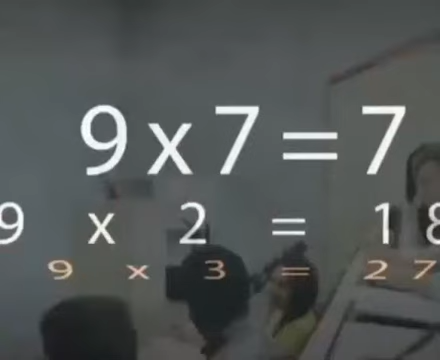 9x7=7
9 x 2 = 18
9 x 3 = 27